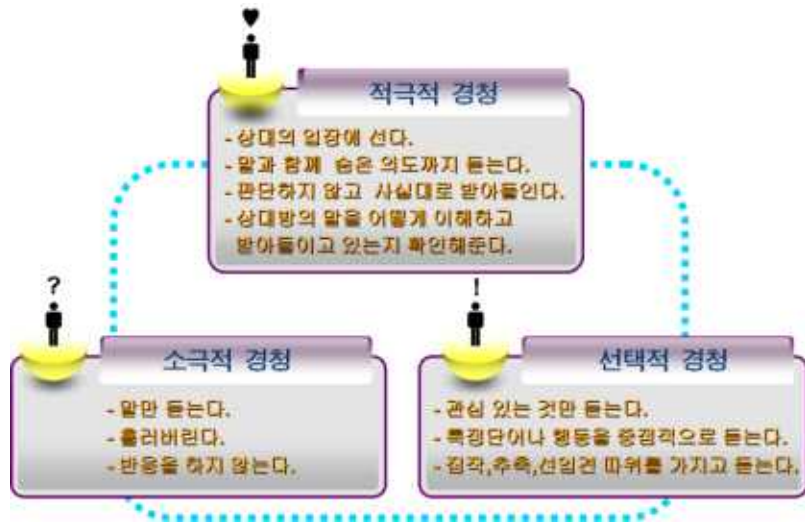 ♥
적극적 경청
- 상대의 입장에 선다.
- 말과 함께 숨은 의도까지 듣는다.
- 판단하지 않고 사실대로 받아들인다.
- 상대방의 말을 어떻게 이해하고
받아들이고 있는지 확인해준다.
?
소극적 경청
- 말만 듣는다.
- 흘러버린다.
- 반응을 하지 않는다.
!
선택적 경청
- 관심 있는 것만 듣는다.
- 특정단어나 행동을 중점적으로 듣는다.
- 짐작,추측,선입견 따위를 가지고 듣는다.